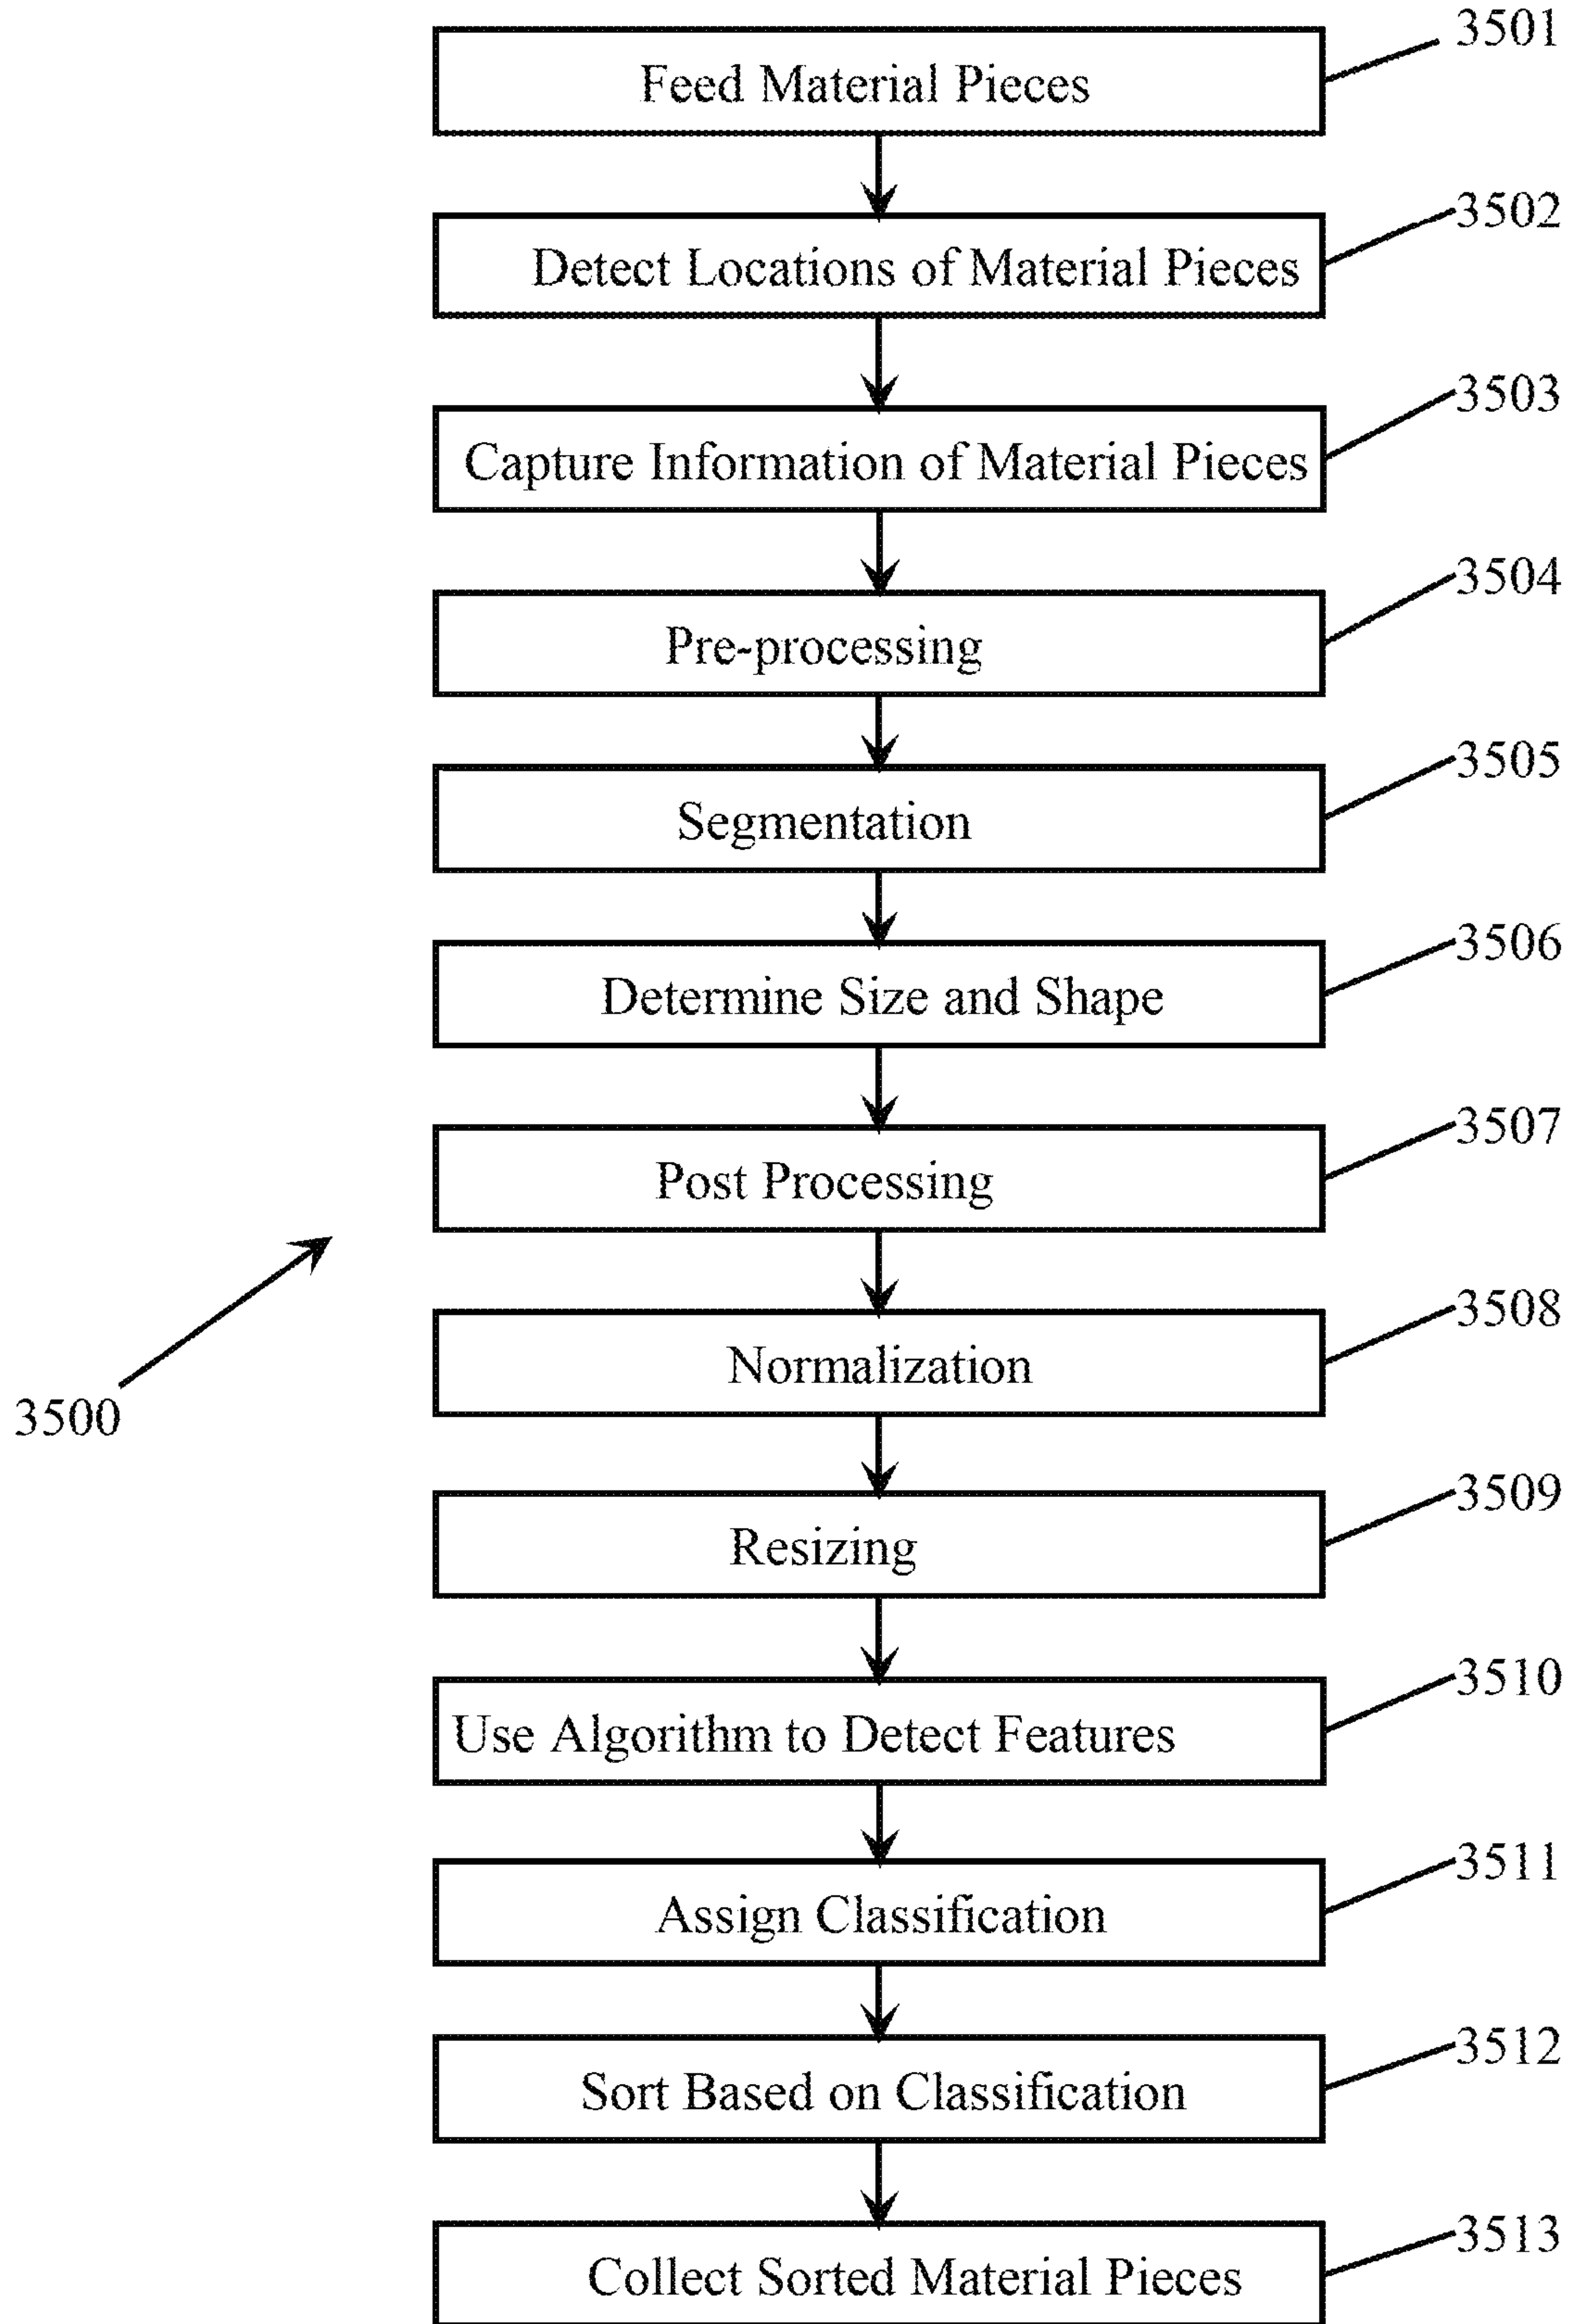 3501
Feed Material Pieces
3502
Detect Locations of Material Pieces
3503
Capture Information of Material Pieces
3504
Pre-processing
3505
Segmentation
3506
Determine Size and Shape
3507
Post Processing
3508
Normalization
3500
3509
Resizing
3510
Use Algorithm to Detect Features
3511
Assign Classification
3512
Sort Based on Classification
3513
Collect Sorted Material Pieces